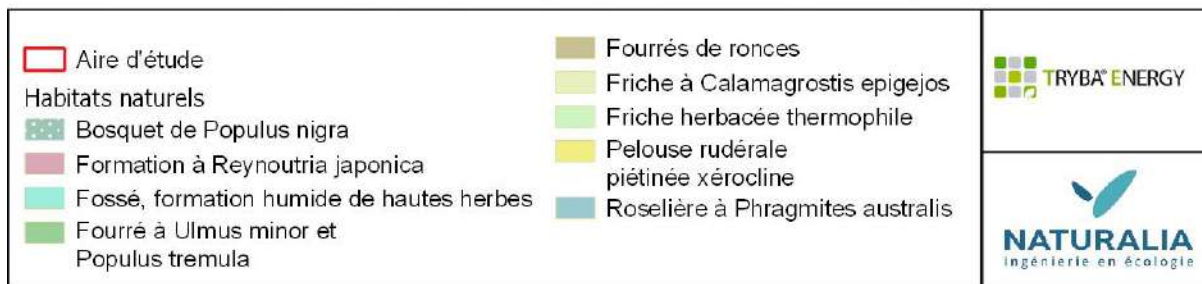 Aire d'étude
Habitats naturels
Bosquet de Populus nigra
Formation à Reynoutria japonica
Fossé, formation humide de hautes herbes
Fourré à Ulmus minor et
Populus tremula
Fourrés de ronces
Friche à Calamagrostis epigejos
Friche herbacée thermophile
Pelouse rudérale
piétinée xérocline
Roselière à Phragmites australis
TRYBA® ENERGY
NATURALIA
ingénierie en écologie